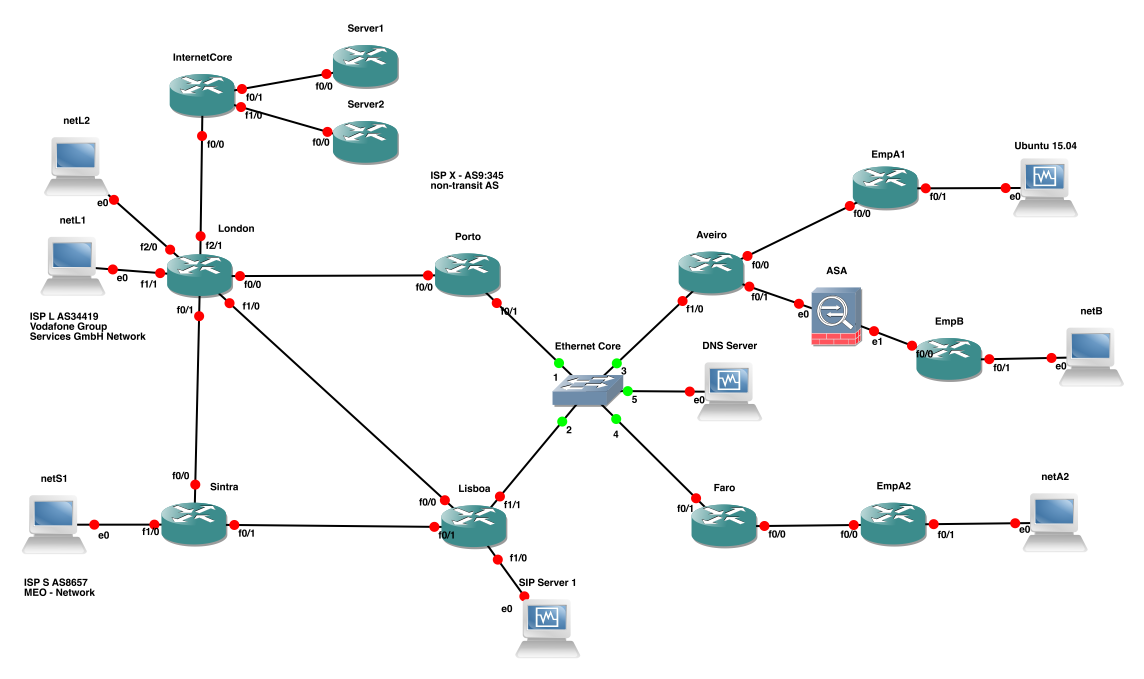 Server1
InternetCore
f0/0
f0/1
Server2
f1/0
f0/0
f0/0
netL2
e0
netL1
e0
f2/0
f1/1
London
f2/1
f0/0
f0/1
f1/0
ISP L AS34419
Vodafone Group
Services GmbH Network
ISP X - AS9:345
non-transit AS
Porto
f0/0
f0/1
Ethernet Core
1
2
3
4
5
DNS Server
e0
Aveiro
f0/0
f0/1
f1/0
EmpA1
f0/0
f0/1
Ubuntu 15.04
e0
ASA
e0
e1
EmpB
f0/0
f0/1
netB
e0
netS1
e0
Sintra
f0/0
f1/0
f0/1
ISP S AS8657
MEO - Network
Lisboa
f0/0
f1/1
f0/1
f1/0
SIP Server 1
e0
Faro
f0/1
f0/0
EmpA2
f0/0
f0/1
netA2
e0